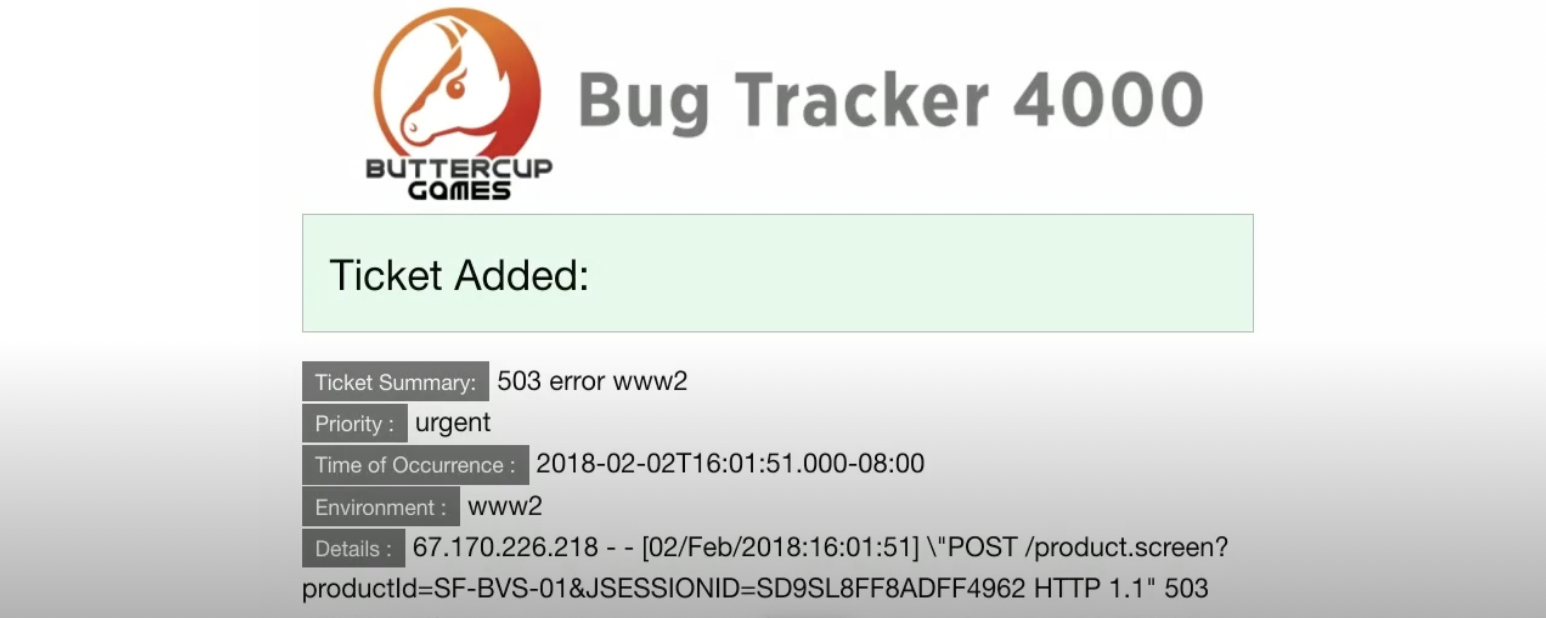 BUTTERCUP
GAMES
Bug Tracker 4000
Ticket Added:
Ticket Summary: 503 error www2
Priority : urgent
Time of Occurrence : 2018-02-02T16:01:51.000-08:00
Environment : www2
Details : 67.170.226.218 - - [02/Feb/2018:16:01:51] \"POST /product.screen?
productId=SF-BVS-01&JSESSIONID=SD9SL8FF8ADFF4962 HTTP 1.1" 503